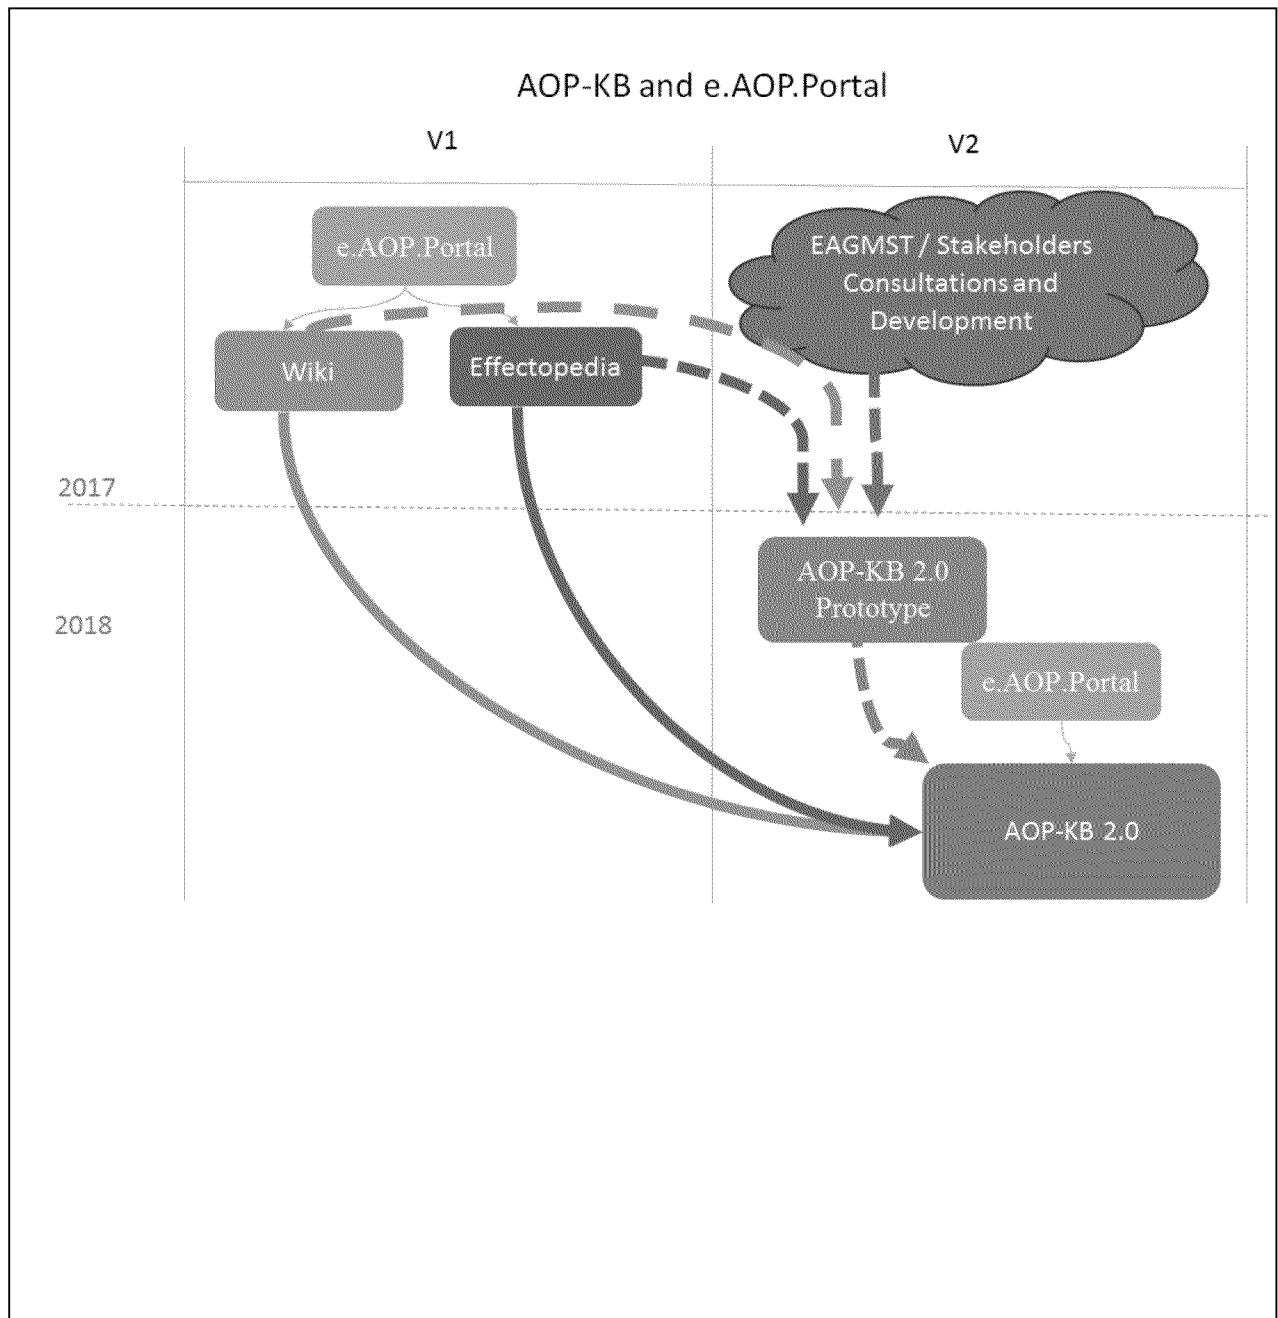 AOP-KB and e.AOP.Portal
V1
V2
e.AOP.Portal
EAGMST / Stakeholders
Consultations and
Development
Wiki
Effectopedia
2017
AOP-KB 2.0
Prototype
2018
e.AOP.Portal
AOP-KB 2.0